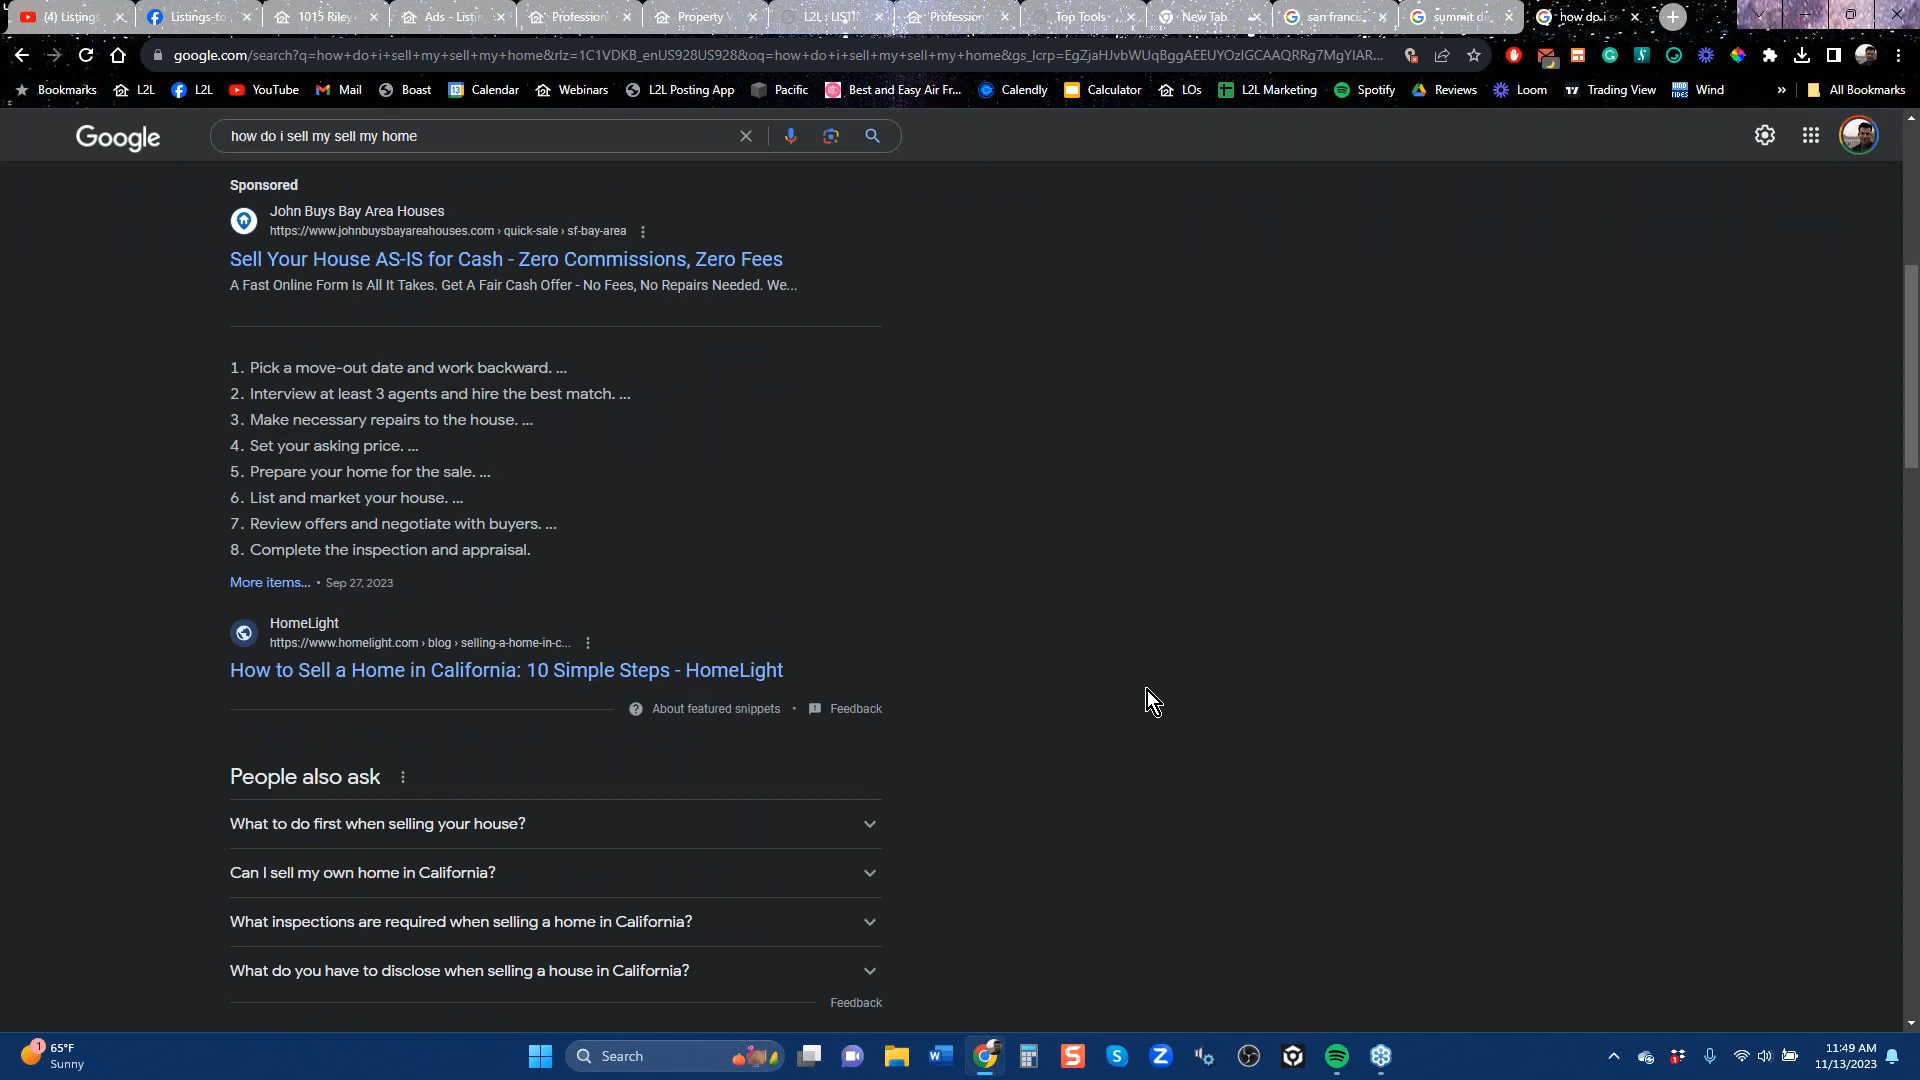 (4) Listing
Listings-to
1015 Riley
Ads - Listin
Profession
Property V
L2L : LISTI
Professio
Top Tools
New Tab
san franci
summit di
how do i s
google.com/search?q=how+do+i+sell+my+sell+my+home&rlz=1C1VDKB_enUS928US928&oq=how+do+i+sell+my+sell+my+home&gs_lcrp=EgZjaHJvbWUqBggAEEUYOzIGCAAQRRg7MgYIAR...
Bookmarks L2L L2L YouTube Mail Boast Calendar Webinars L2L Posting App Pacific Best and Easy Air Fr... Calendly Calculator LOs L2L Marketing Spotify Reviews Loom Trading View Wind » All Bookmarks
Google
how do i sell my sell my home
Sponsored
John Buys Bay Area Houses
https://www.johnbuysbayareahouses.com › quick-sale › sf-bay-area
Sell Your House AS-IS for Cash - Zero Commissions, Zero Fees
A Fast Online Form Is All It Takes. Get A Fair Cash Offer - No Fees, No Repairs Needed. We...
1. Pick a move-out date and work backward. ...
2. Interview at least 3 agents and hire the best match. ...
3. Make necessary repairs to the house. ...
4. Set your asking price. ...
5. Prepare your home for the sale. ...
6. List and market your house. ...
7. Review offers and negotiate with buyers. ...
8. Complete the inspection and appraisal.
More items... • Sep 27, 2023
HomeLight
https://www.homelight.com › blog › selling-a-home-in-c...
How to Sell a Home in California: 10 Simple Steps - HomeLight
About featured snippets • Feedback
People also ask
What to do first when selling your house?
Can I sell my own home in California?
What inspections are required when selling a home in California?
What do you have to disclose when selling a house in California?
Feedback
1
65°F
Sunny
Search
11:49 AM
11/13/2023